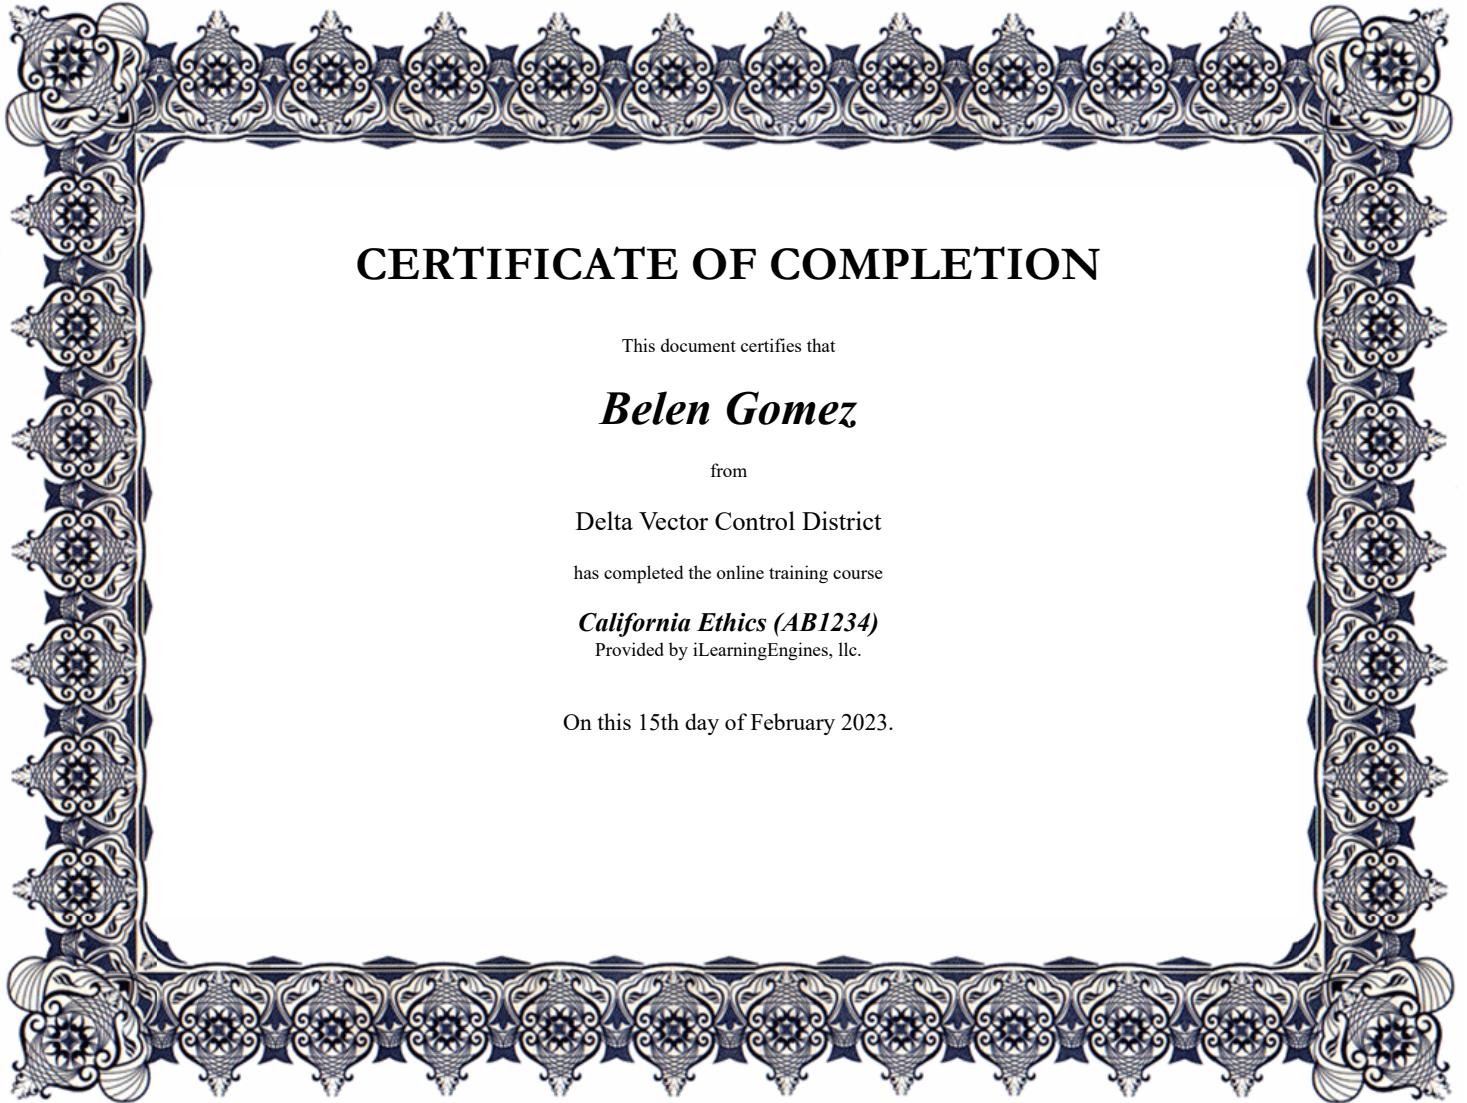 CERTIFICATE OF COMPLETION
This document certifies that
Belen Gomez
from
Delta Vector Control District
has completed the online training course
California Ethics (AB1234)
Provided by iLearningEngines, llc.
On this 15th day of February 2023.